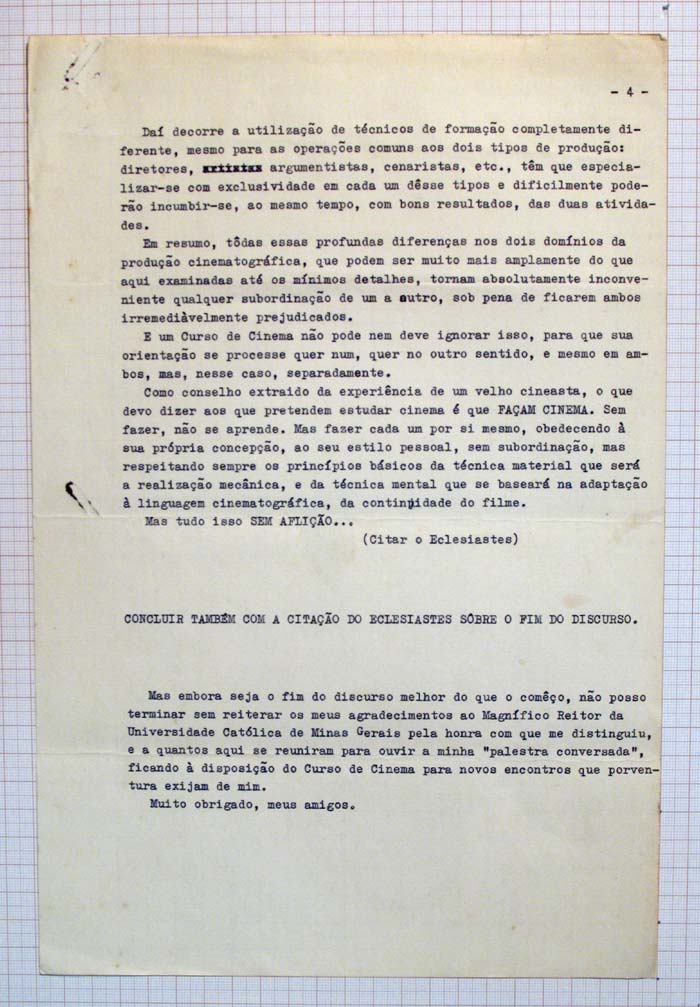 - 4 -
Daí decorre a utilização de técnicos de formação completamente di-
ferente, mesmo para as operações comuns aos dois tipos de produção:
diretores, argumentistas, cenaristas, etc., têm que especia-
lizar-se com exclusividade em cada um dêsse tipos e dificilmente pode-
rão incumbir-se, ao mesmo tempo, com bons resultados, das duas ativida-
des.
Em resumo, tôdas essas profundas diferenças nos dois domínios da
produção cinematográfica, que podem ser muito mais amplamente do que
aqui examinadas até os mínimos detalhes, tornam absolutamente inconve-
niente qualquer subordinação de um a outro, sob pena de ficarem ambos
irremediàvelmente prejudicados.
E um Curso de Cinema não pode nem deve ignorar isso, para que sua
orientação se processe quer num, quer no outro sentido, e mesmo em am-
bos, mas, nesse caso, separadamente.
Como conselho extraido da experiência de um velho cineasta, o que
devo dizer aos que pretendem estudar cinema é que FAÇAM CINEMA. Sem
fazer, não se aprende. Mas fazer cada um por si mesmo, obedecendo à
sua própria concepção, ao seu estilo pessoal, sem subordinação, mas
respeitando sempre os princípios básicos da técnica material que será
a realização mecânica, e da técnica mental que se baseará na adaptação
à linguagem cinematográfica, da continuidade do filme.
Mas tudo isso SEM AFLIÇÃO...
(Citar o Eclesiastes)
CONCLUIR TAMBÉM COM A CITAÇÃO DO ECLESIASTES SÔBRE O FIM DO DISCURSO.
Mas embora seja o fim do discurso melhor do que o comêço, não posso
terminar sem reiterar os meus agradecimentos ao Magnífico Reitor da
Universidade Católica de Minas Gerais pela honra com que me distinguiu,
e a quantos aqui se reuniram para ouvir a minha "palestra conversada",
ficando à disposição do Curso de Cinema para novos encontros que porven-
tura exijam de mim.
Muito obrigado, meus amigos.